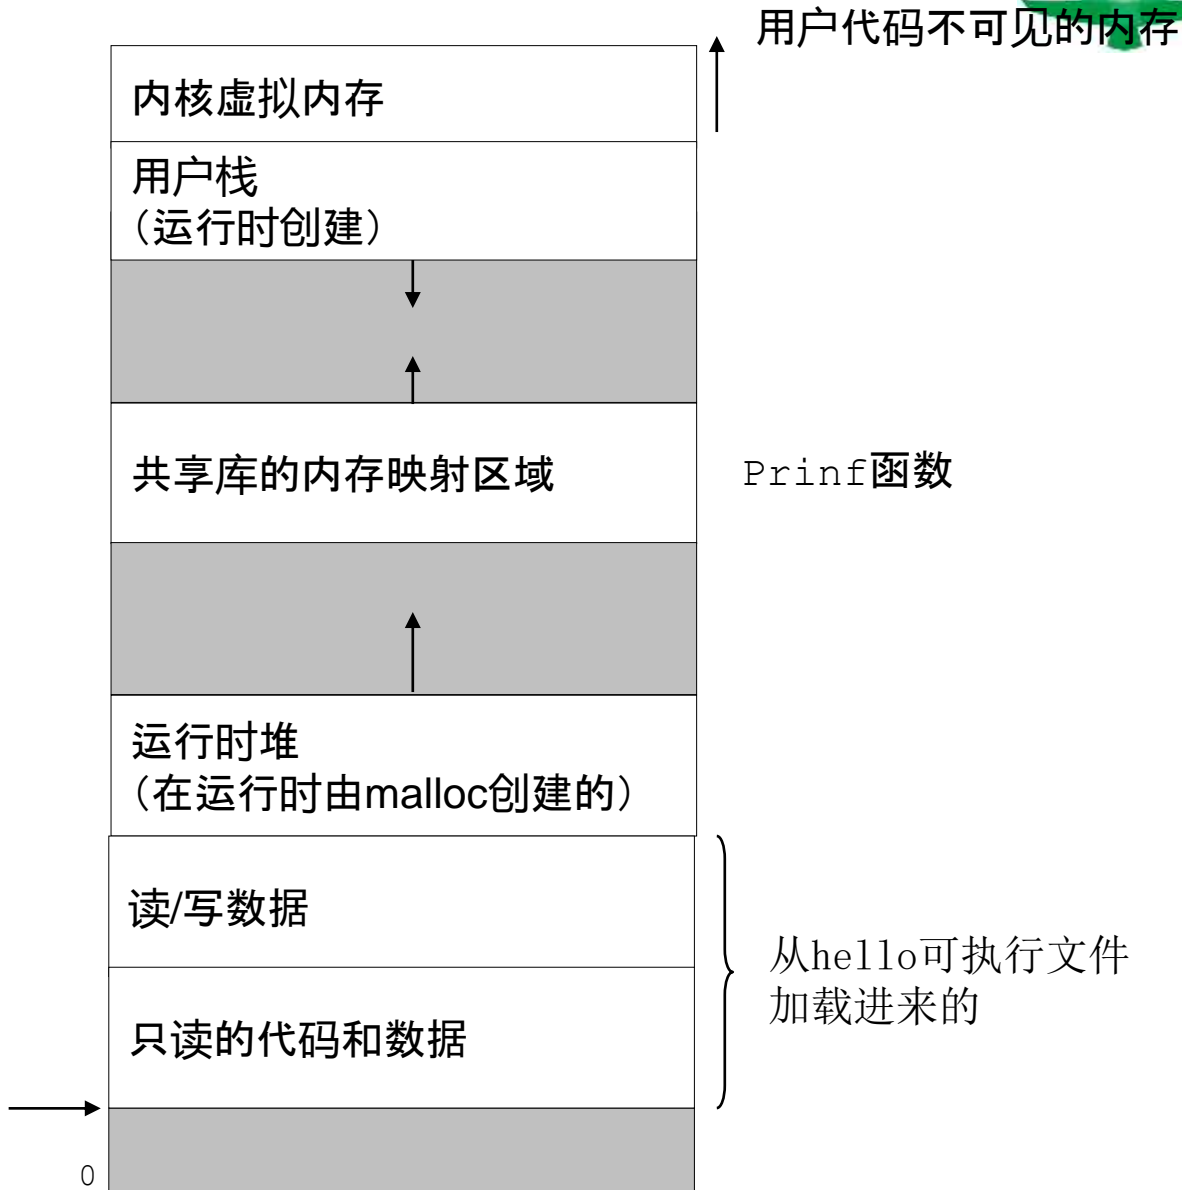 用户代码不可见的内存
内核虚拟内存
用户栈
（运行时创建）
共享库的内存映射区域
Prinf函数
运行时堆
（在运行时由malloc创建的）
读/写数据
从hello可执行文件
加载进来的
只读的代码和数据
0